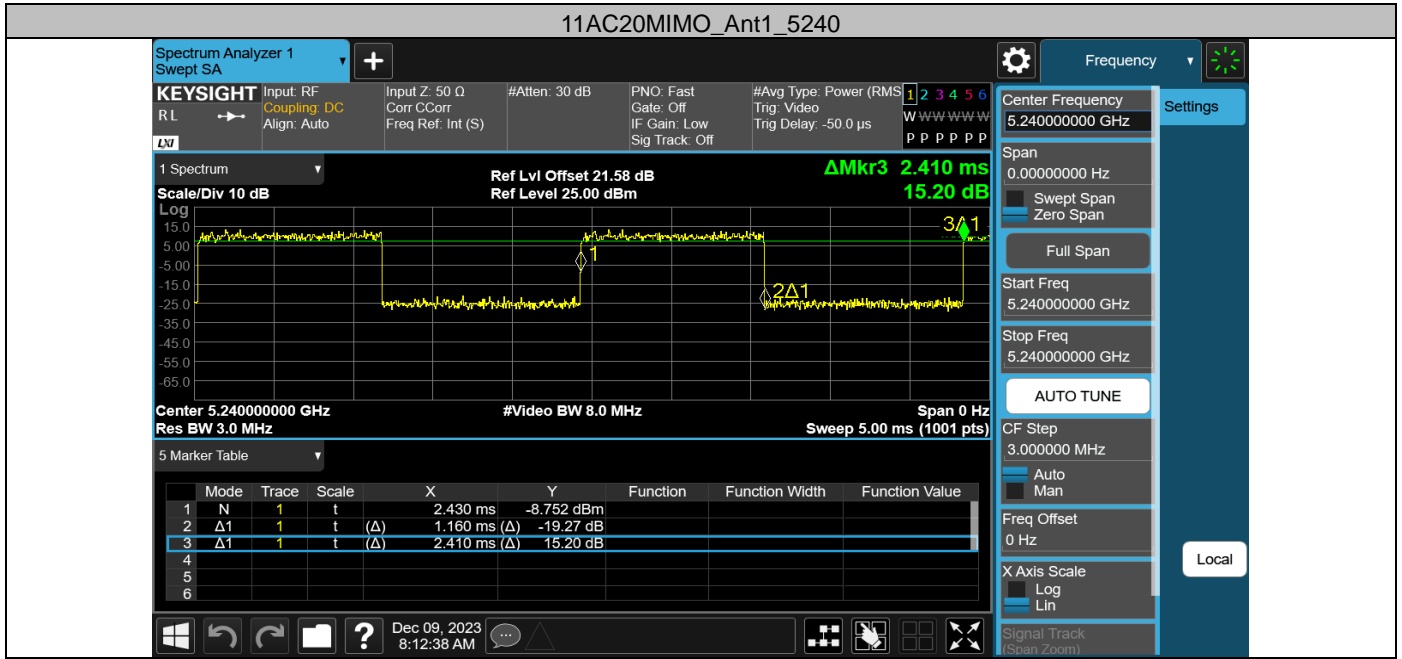 11AC20MIMO_Ant1_5240
Spectrum Analyzer 1
Swept SA
Frequency
KEYSIGHT
RL
LXI
Input: RF
Coupling: DC
Align: Auto
Input Z: 50 Ω
Corr CCorr
Freq Ref: Int (S)
#Atten: 30 dB
PNO: Fast
Gate: Off
IF Gain: Low
Sig Track: Off
#Avg Type: Power (RMS
Trig: Video
Trig Delay: -50.0 µs
1 2 3 4 5 6
W W W W W W
P P P P P P
1 Spectrum
Scale/Div 10 dB
Ref Lvl Offset 21.58 dB
Ref Level 25.00 dBm
ΔMkr3 2.410 ms
15.20 dB
Log
15.0
5.00
-5.00
-15.0
-25.0
-35.0
-45.0
-55.0
-65.0
1
2Δ1
3Δ1
Center 5.240000000 GHz
#Video BW 8.0 MHz
Span 0 Hz
Res BW 3.0 MHz
Sweep 5.00 ms (1001 pts)
5 Marker Table
Mode Trace Scale X Y Function Function Width Function Value
1 N 1 t 2.430 ms -8.752 dBm
2 Δ1 1 t (Δ) 1.160 ms (Δ) -19.27 dB
3 Δ1 1 t (Δ) 2.410 ms (Δ) 15.20 dB
4
5
6
Dec 09, 2023
8:12:38 AM
Center Frequency
5.240000000 GHz
Settings
Span
0.00000000 Hz
Swept Span
Zero Span
Full Span
Start Freq
5.240000000 GHz
Stop Freq
5.240000000 GHz
AUTO TUNE
CF Step
3.000000 MHz
Auto
Man
Freq Offset
0 Hz
X Axis Scale
Log
Lin
Local
Signal Track
(Span Zoom)